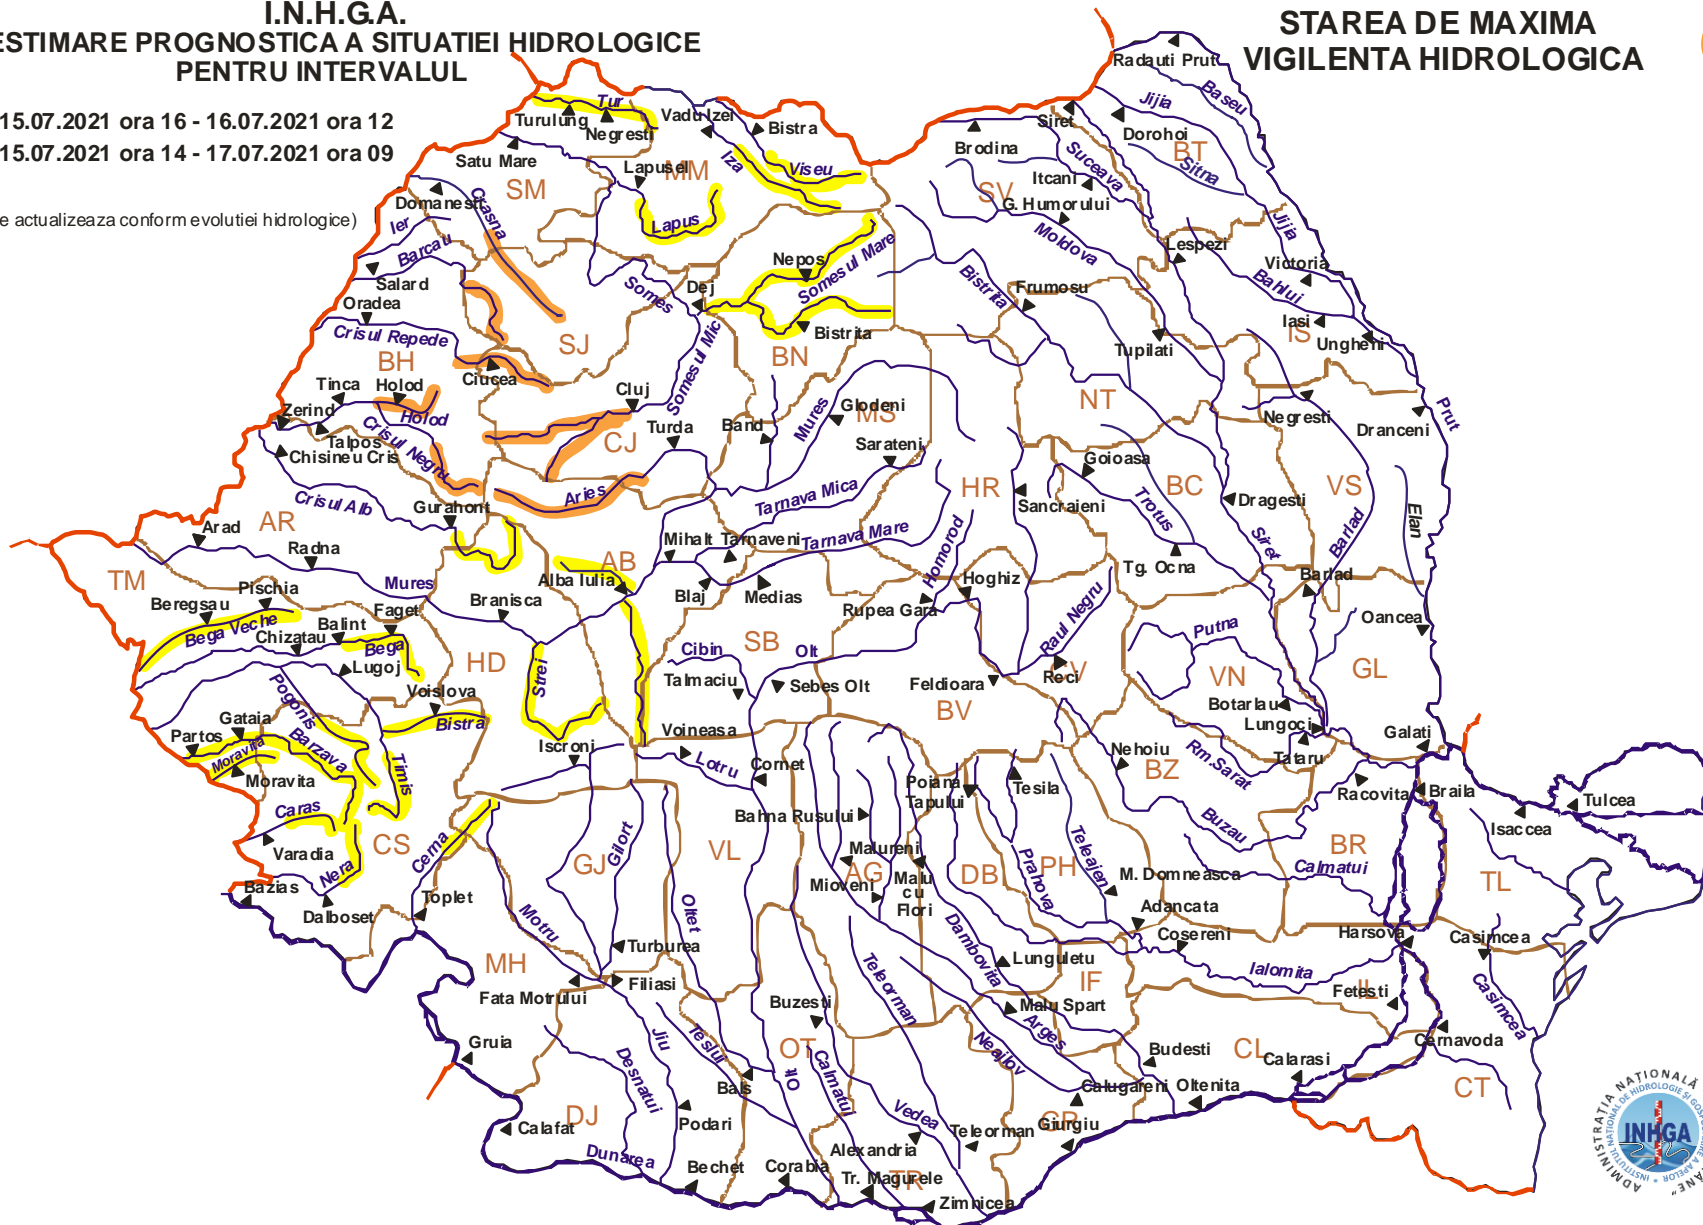 I.N.H.G.A.
ESTIMARE PROGNOSTICA A SITUATIEI HIDROLOGICE
PENTRU INTERVALUL
15.07.2021 ora 16 - 16.07.2021 ora 12
15.07.2021 ora 14 - 17.07.2021 ora 09
e actualizeaza conform evolutiei hidrologice)
STAREA DE MAXIMA
VIGILENTA HIDROLOGICA
Radauti Prut
Baseu
Jijia
Tur
Turulung
Negresti
Vadu Izei
Bistra
Siret
Dorohoi
BT
Sitna
Satu Mare
SM
Lapusel
MM
Iza
Viseu
Brodina
Suceava
Itcani
SV
G. Humorului
Domanesti
Crasna
Ier
Lapus
Barcau
Moldova
Jijia
Lespezi
Victoria
Bahlui
Salard
Nepos
Somesul Mare
Bistrita
Frumosu
Oradea
Somes
Dej
Bistrita
Iasi
IS
Ungheni
Crisul Repede
BH
SJ
Somesul Mic
BN
Tupilati
Ciucea
Tinca
Holod
Holod
Cluj
Zerind
Talpos
Crisul Negru
Chisineu Cris
CJ
Turda
Band
Mures
Glodeni
MS
Sarateni
NT
Negresti
Prut
Dranceni
Goioasa
BC
VS
Crisul Alb
Aries
Gurahont
Tarnava Mica
HR
Sancraieni
Trotus
Dragesti
Elan
Arad
AR
Radna
Mihalt
Tarnaveni
Tarnava Mare
Homorod
Siret
Barlad
TM
Mures
AB
Alba Iulia
Tg. Ocna
Barlad
Beregsau
Pischia
Faget
Branisca
Blaj
Medias
Rupea Gara
Hoghiz
Bega Veche
Chizatau
Balint
Bega
Lugoj
HD
SB
Cibin
Olt
Raul Negru
Putna
Oancea
Pogonis
Voislova
Strei
Talmaciu
Sebes Olt
Feldioara
BV
CV
Reci
VN
GL
Gataia
Partos
Barzava
Bistra
Moravita
Moravita
Timis
Iscroni
Voineasa
Lotru
Cornet
Botarlau
Lungoci
Tataru
Galati
Nehoiu
BZ
Rm.Sarat
Racovita
Braila
Tulcea
Caras
Varadia
CS
Cerna
Nera
GJ
Gilort
VL
Bahna Rusului
Poiana
Tapului
Tesila
Buzau
Isaccea
Malureni
AG
Mioveni
Malu
cu
Flori
DB
Prahova
PH
Teleajen
M. Domneasca
BR
Calmatui
TL
Bazias
Dalboset
Toplet
Motru
Oltet
Dambovita
Adancata
Cosereni
Harsova
Casimcea
MH
Turburea
Teleorman
Lunguletu
IF
Ialomita
Fata Motrului
Filiasi
Buzesti
Malu Spart
Fetesti
IL
Casimcea
Gruia
Jiu
Teslui
OT
Arges
Neajlov
Budesti
CL
Cernavoda
Desnatui
Bals
Olt
Calmatui
Calarasi
Calugareni
Oltenita
CT
DJ
Calafat
Podari
Vedea
Teleorman
GR
Giurgiu
Alexandria
Dunarea
Bechet
Corabia
Tr. Magurele
TR
Zimnicea
INHGA